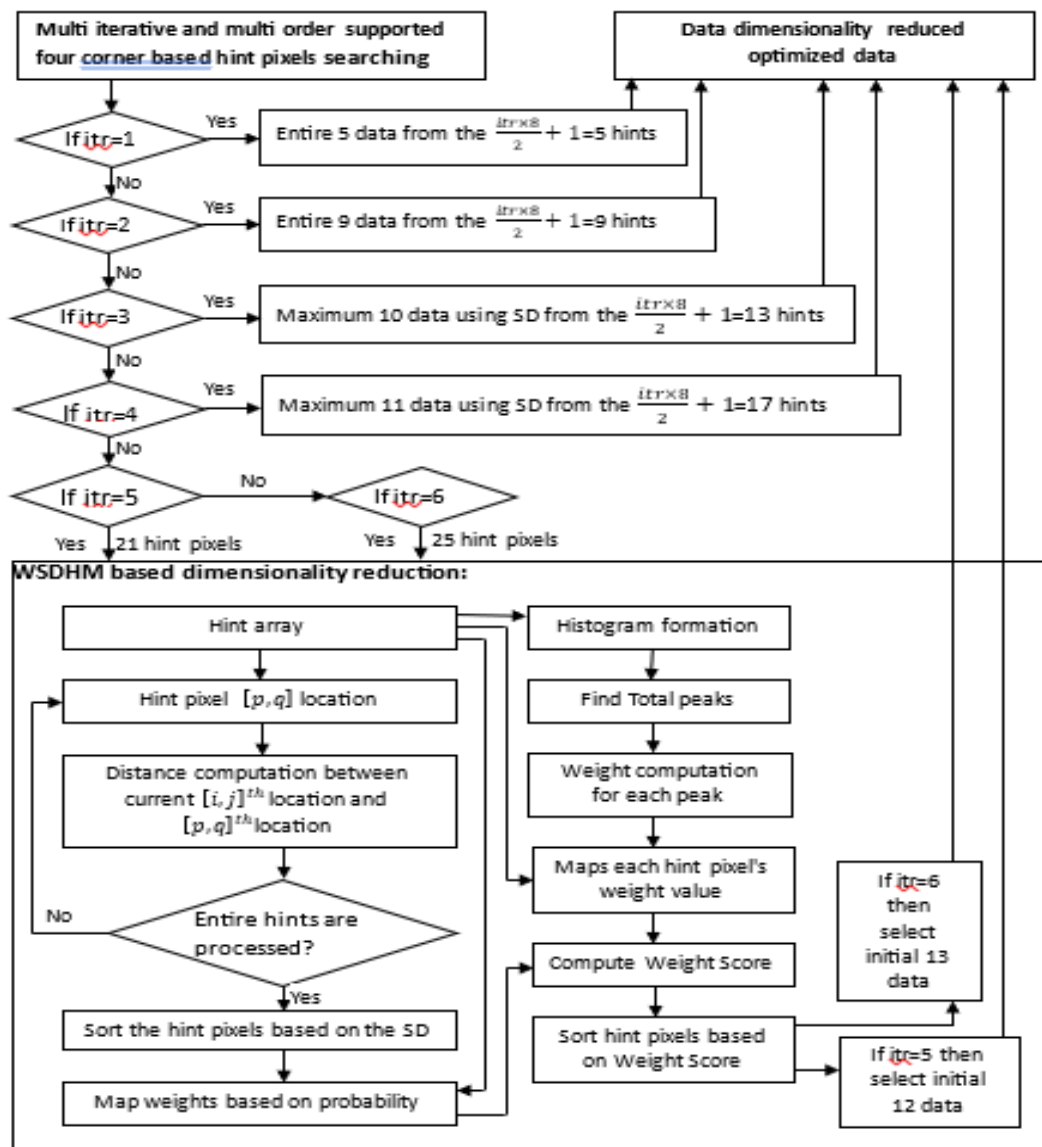 Multi iterative and multi order supported
four corner based hint pixels searching
Data dimensionality reduced
optimized data
If itr=1
Yes
Entire 5 data from the \frac{itr×8}{2} + 1=5 hints
No
If itr=2
Yes
Entire 9 data from the \frac{itr×8}{2} + 1=9 hints
No
If itr=3
Yes
Maximum 10 data using SD from the \frac{itr×8}{2} + 1=13 hints
No
If itr=4
Yes
Maximum 11 data using SD from the \frac{itr×8}{2} + 1=17 hints
No
If itr=5
No
If itr=6
Yes
21 hint pixels
Yes
25 hint pixels
WSDHM based dimensionality reduction:
Hint array
Hint pixel [p,q] location
Distance computation between
current [i,j]^{th} location and
[p,q]^{th} location
No
Entire hints are
processed?
Yes
Sort the hint pixels based on the SD
Map weights based on probability
Histogram formation
Find Total peaks
Weight computation
for each peak
Maps each hint pixel's
weight value
Compute Weight Score
Sort hint pixels based
on Weight Score
If itr=6
then
select
initial 13
data
If itr=5 then
select initial
12 data